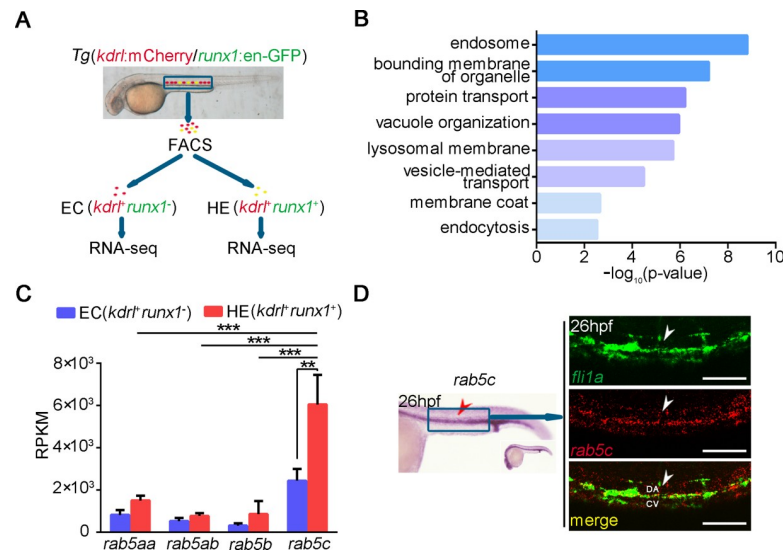 A
Tg(kdrl:mCherry/runx1:en-GFP)
FACS
EC (kdrl⁺runx1⁻)
HE (kdrl⁺runx1⁺)
RNA-seq
RNA-seq
B
endosome
bounding membrane
of organelle
protein transport
vacuole organization
lysosomal membrane
vesicle-mediated
transport
membrane coat
endocytosis
0 2 4 6 8 10
−log₁₀(p-value)
C
EC(kdrl⁺runx1⁻) HE(kdrl⁺runx1⁺)
***
***
***
**
8×10³
6×10³
4×10³
2×10³
0
RPKM
rab5aa rab5ab rab5b rab5c
D
rab5c
26hpf
26hpf
fli1a
rab5c
DA
CV
merge